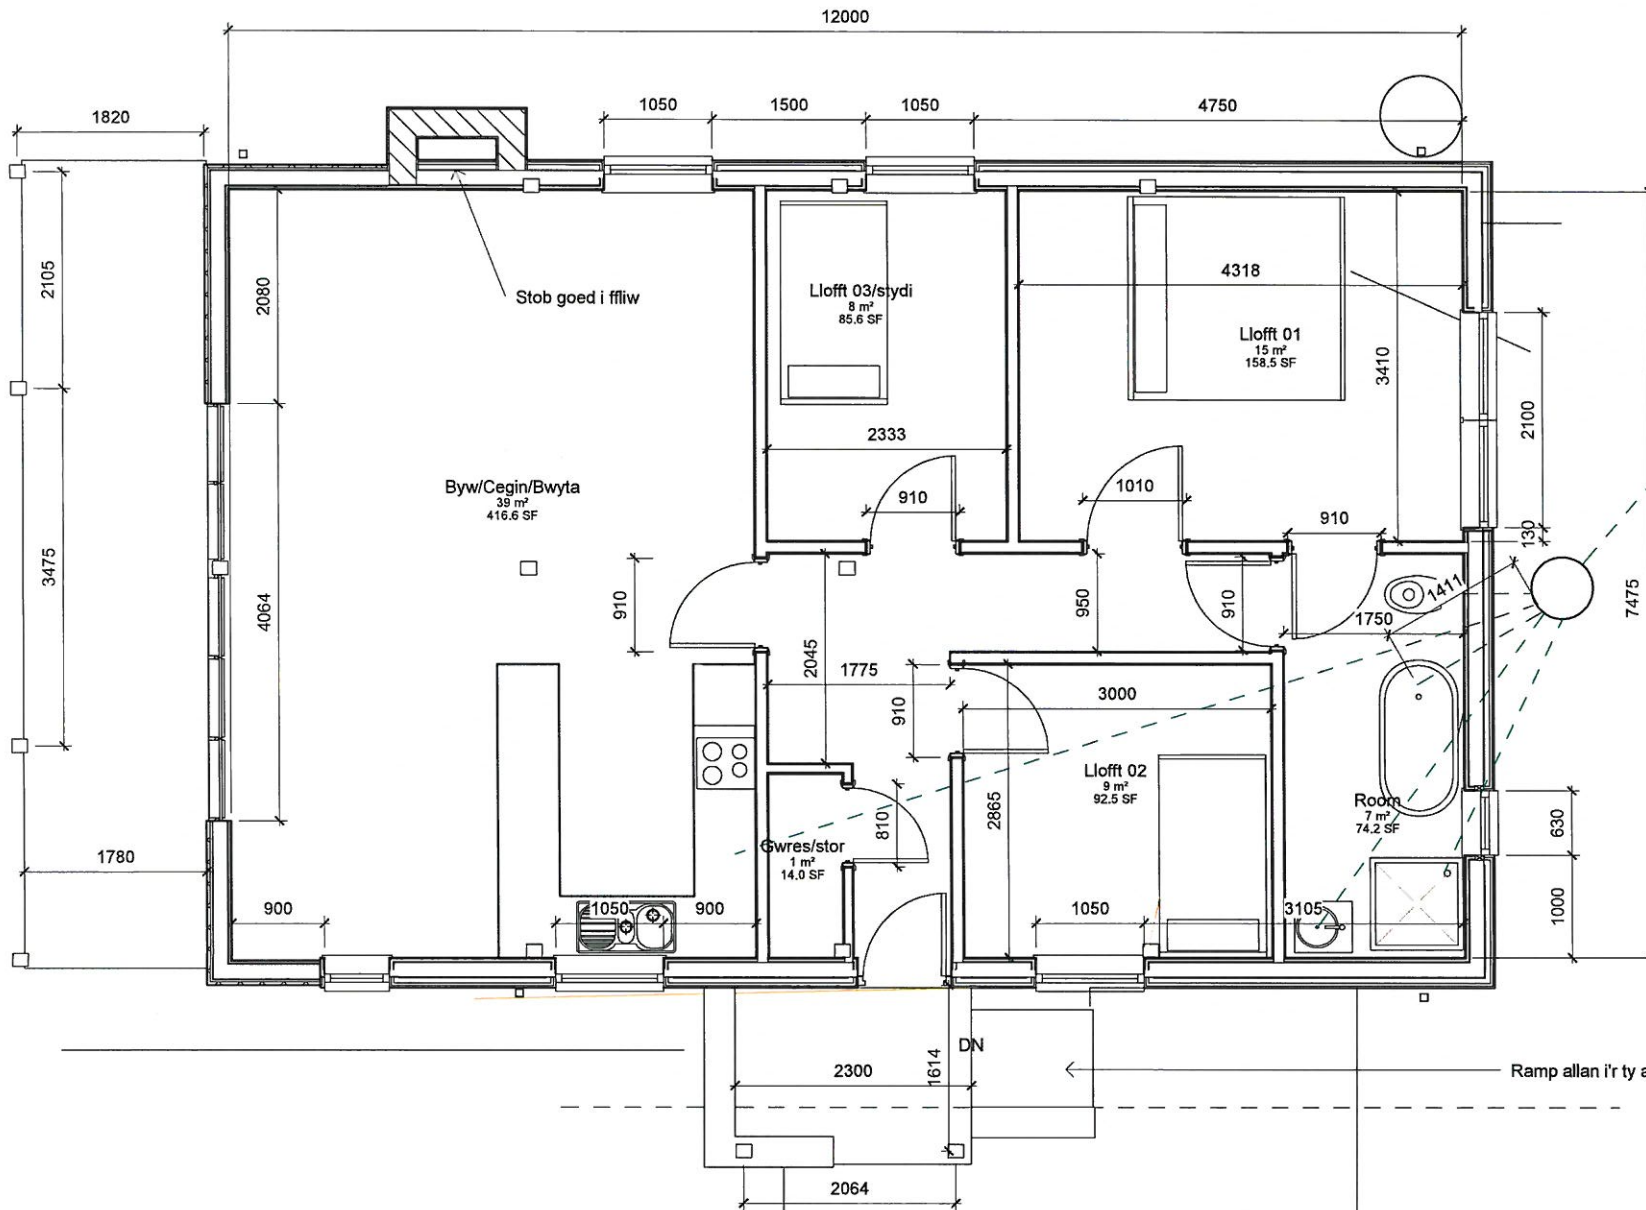 12000
1820
1050
1500
1050
4750
2105
2080
Stob goed i ffliw
Llofft 03/stydi
8 m²
85.6 SF
4318
Llofft 01
15 m²
158.5 SF
3410
2100
2333
Byw/Cegin/Bwyta
39 m²
416.6 SF
910
1010
910
130
3475
4064
910
2045
950
910
1411
1750
7475
1775
910
3000
Llofft 02
9 m²
92.5 SF
2865
810
Gwres/stor
1 m²
14.0 SF
Room
7 m²
74.2 SF
630
6
1780
900
1050
900
1050
3105
1000
DN
2300
1614
Ramp allan i'r ty a
2064